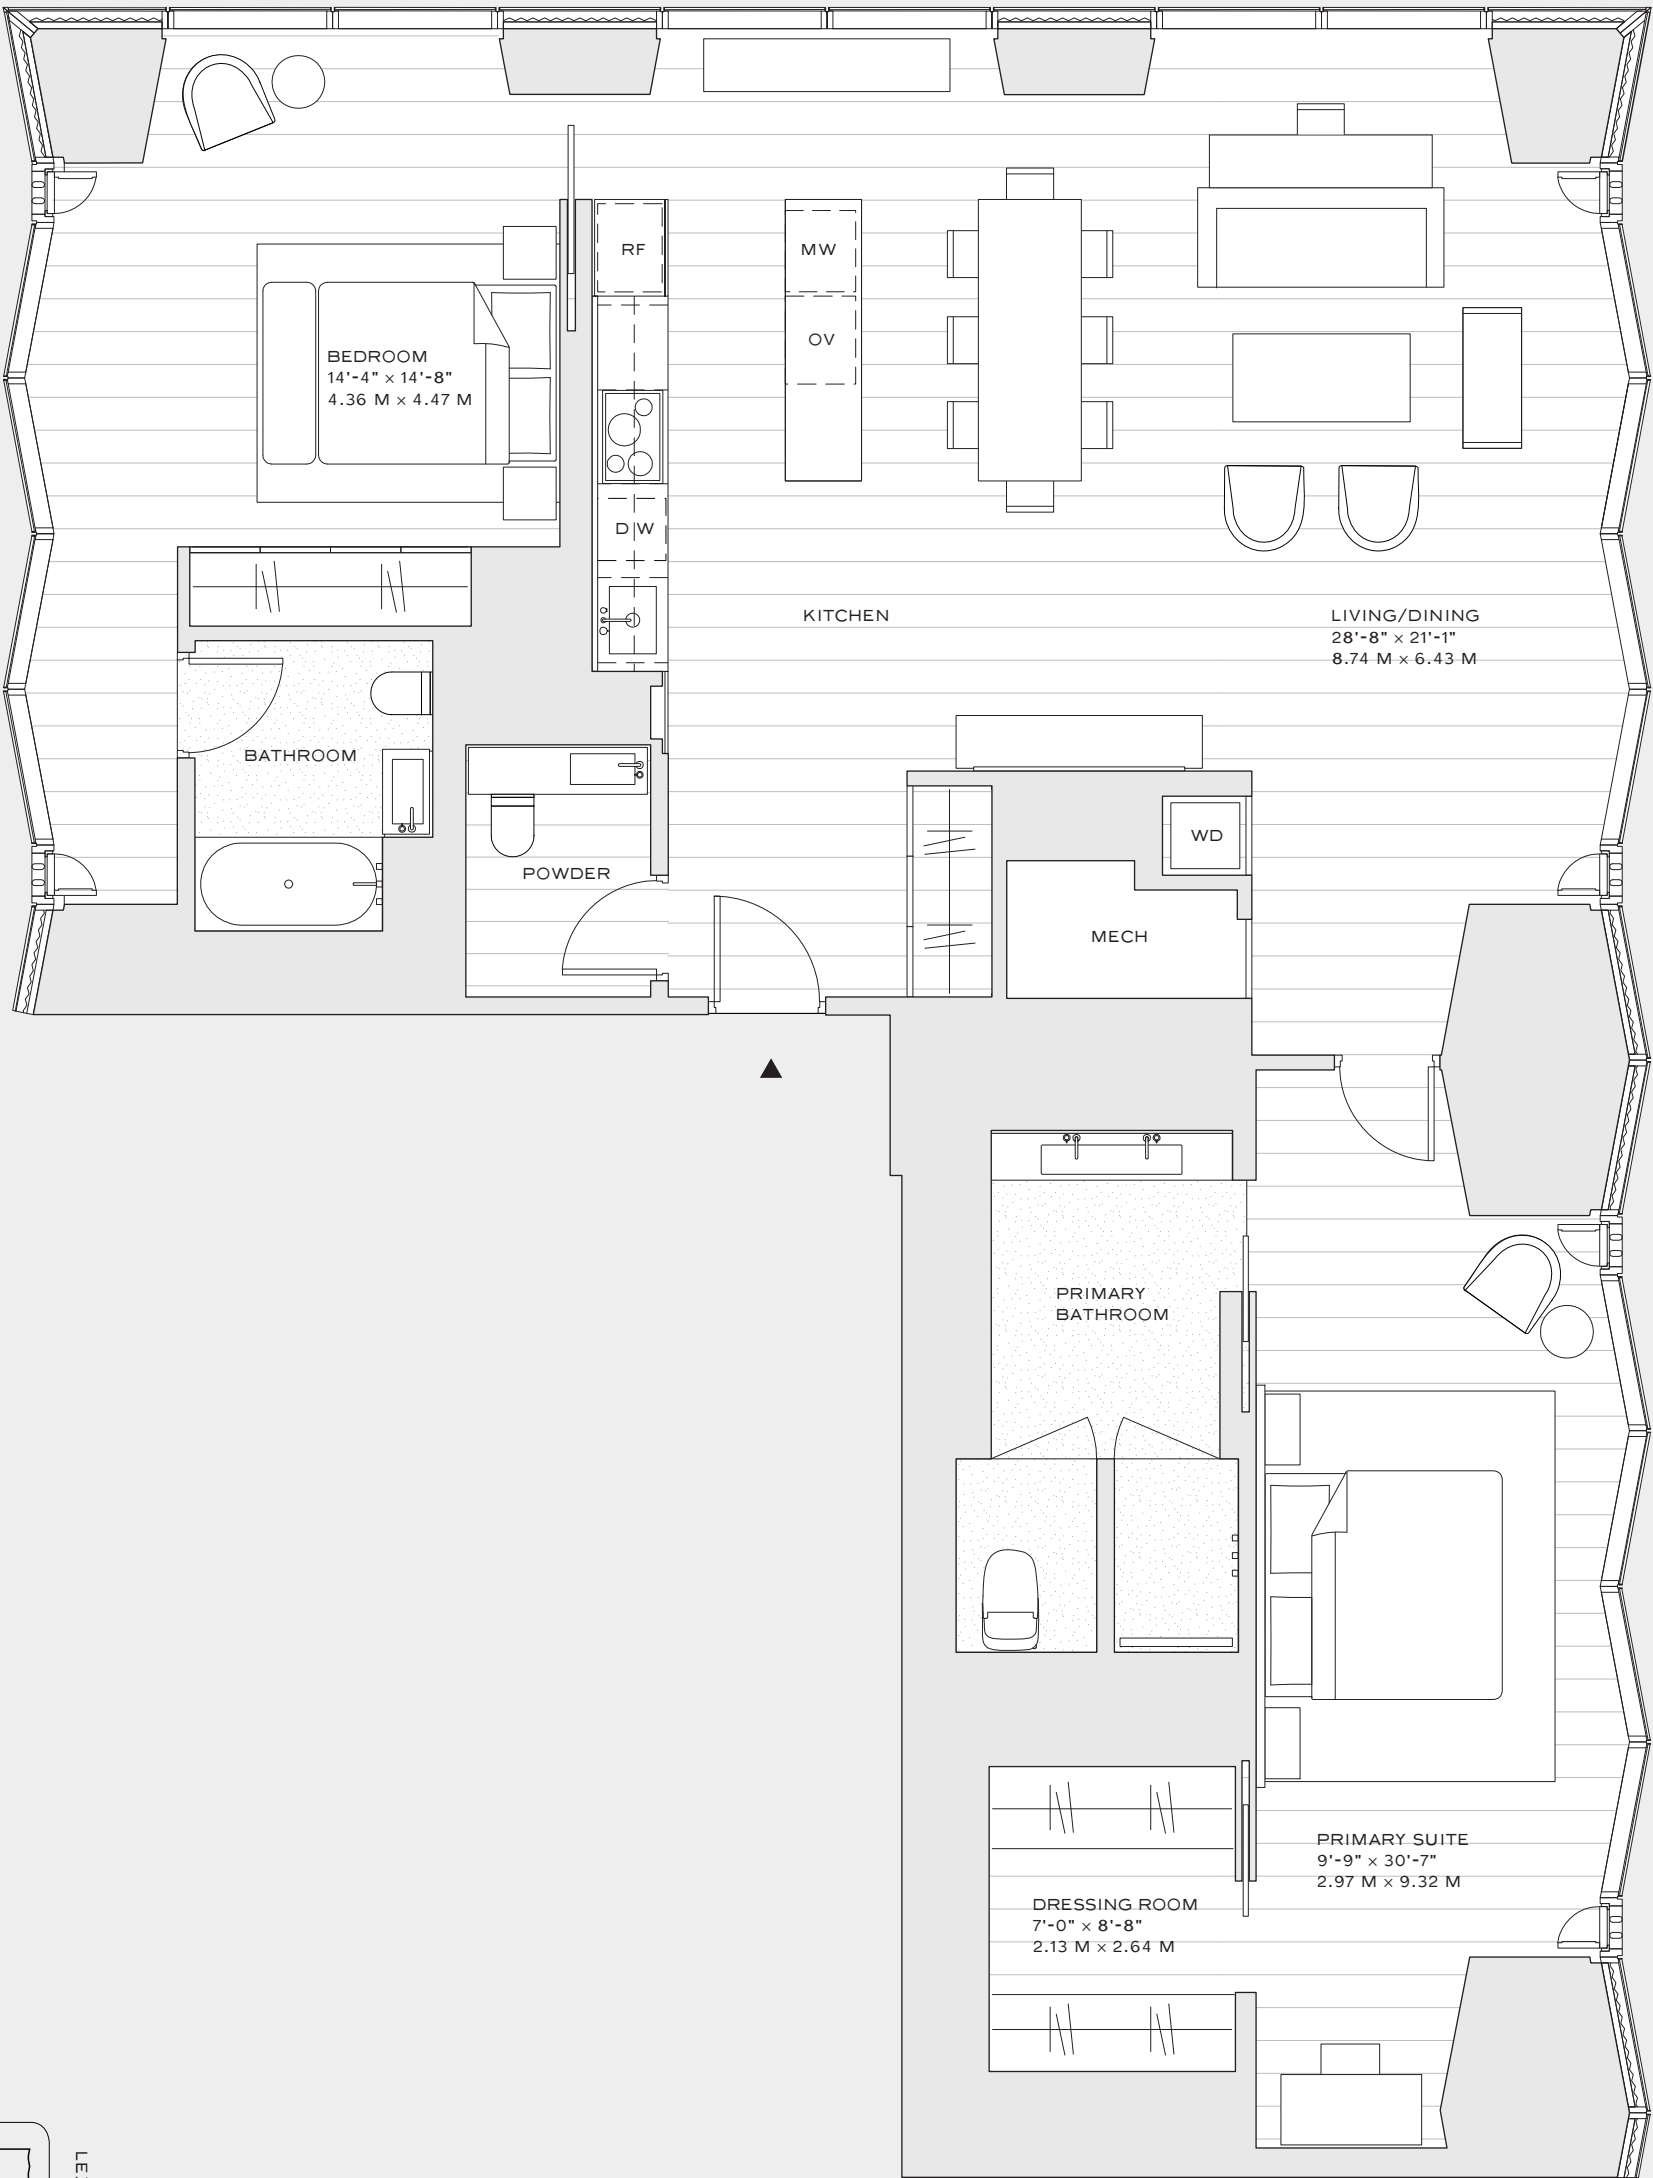 RF
MW
OV
BEDROOM
14'-4" × 14'-8"
4.36 M × 4.47 M
DW
KITCHEN
LIVING/DINING
28'-8" × 21'-1"
8.74 M × 6.43 M
BATHROOM
POWDER
WD
MECH
PRIMARY
BATHROOM
PRIMARY SUITE
9'-9" × 30'-7"
2.97 M × 9.32 M
DRESSING ROOM
7'-0" × 8'-8"
2.13 M × 2.64 M